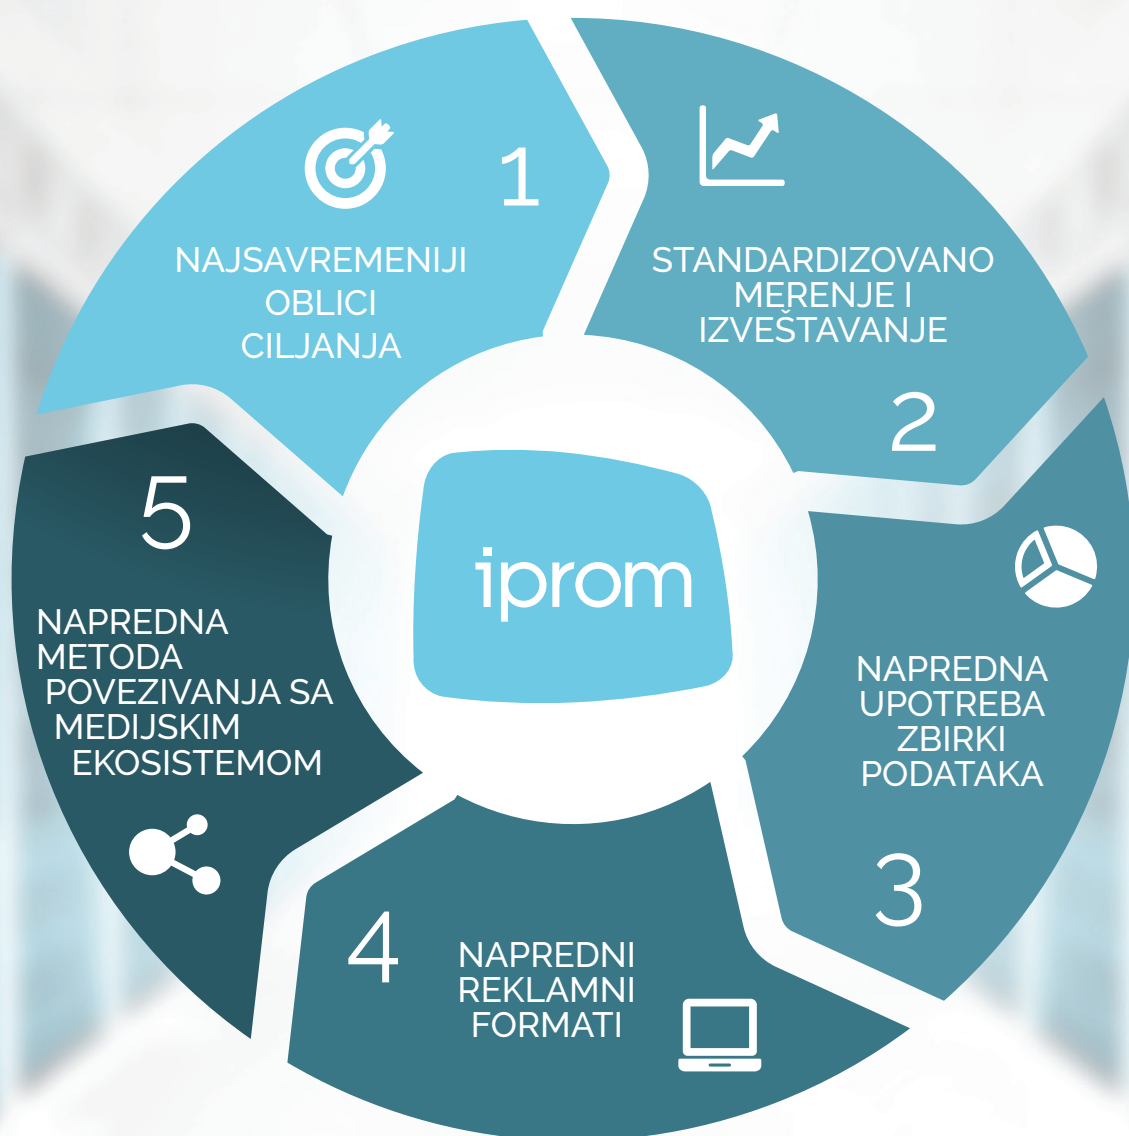 1
NAJSAVREMENIJI
OBLICI
CILJANJA
STANDARDIZOVANO
MERENJE I
IZVEŠTAVANJE
2
NAPREDNA
UPOTREBA
ZBIRKI
PODATAKA
3
4
NAPREDNI
REKLAMNI
FORMATI
5
NAPREDNA
METODA
POVEZIVANJA SA
MEDIJSKIM
EKOSISTEMOM
iprom